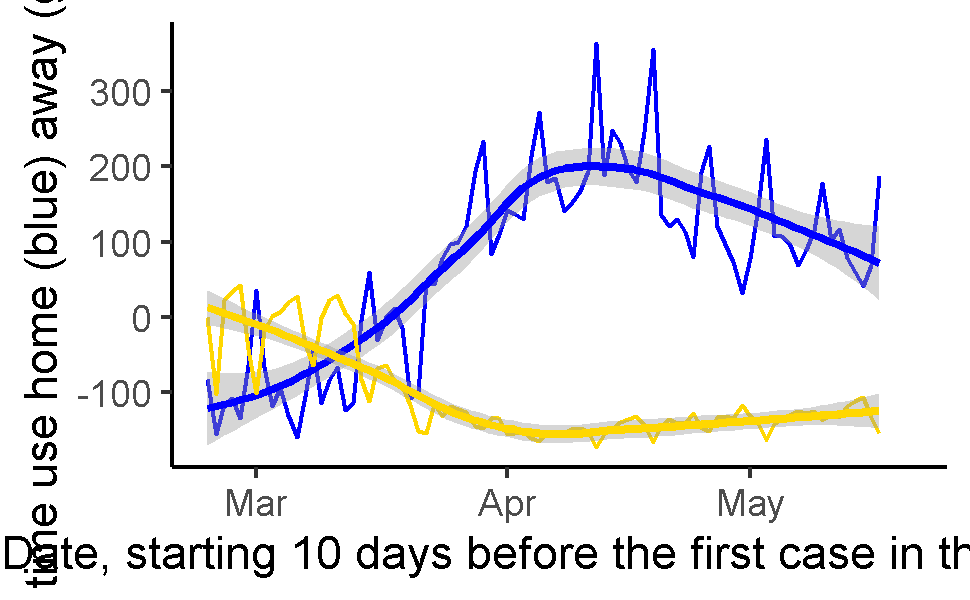 time use home (blue) away (
300
200
100
0
-100
Mar Apr May
Date, starting 10 days before the first case in th